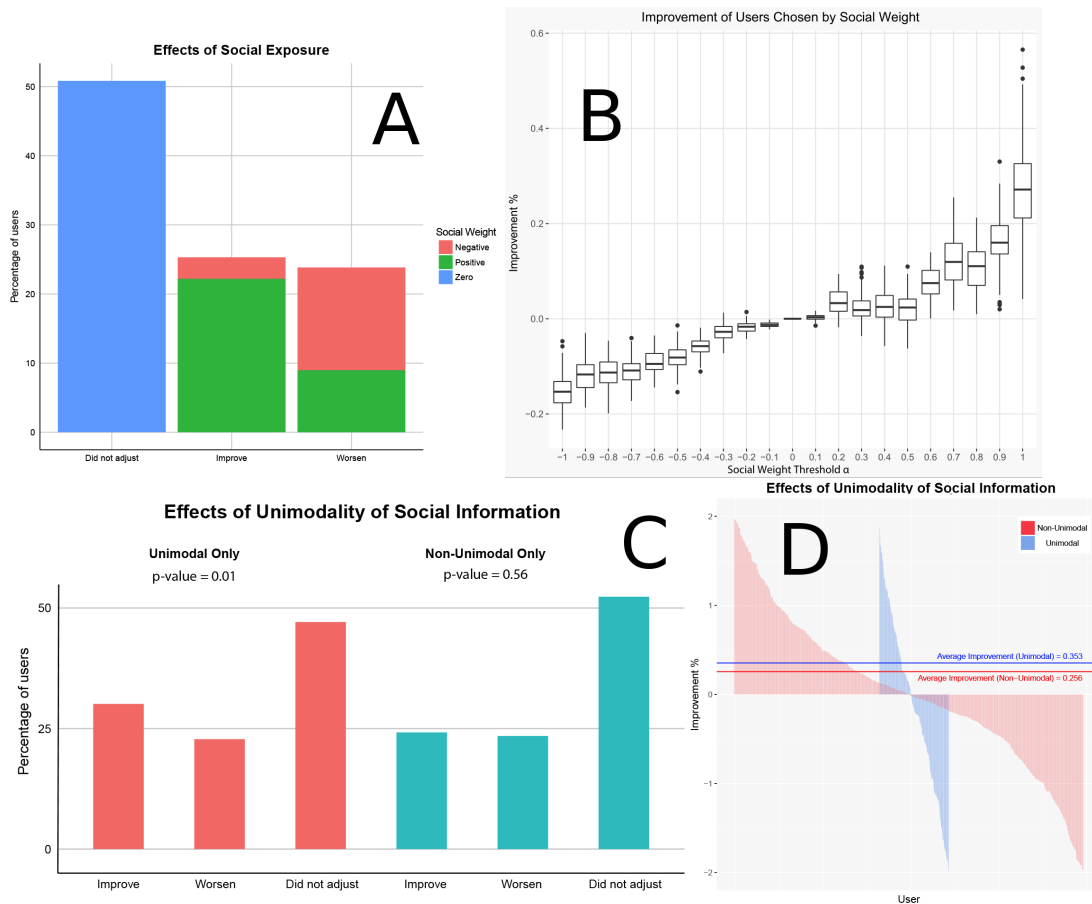 Effects of Social Exposure
A
Percentage of users
50
40
30
20
10
0
Did not adjust Improve Worsen
Social Weight
Negative
Positive
Zero
Improvement of Users Chosen by Social Weight
B
Improvement %
0.6
0.4
0.2
0.0
−0.2
−1 −0.9 −0.8 −0.7 −0.6 −0.5 −0.4 −0.3 −0.2 −0.1 0 0.1 0.2 0.3 0.4 0.5 0.6 0.7 0.8 0.9 1
Social Weight Threshold α
Effects of Unimodality of Social Information
C
Unimodal Only Non-Unimodal Only
p-value = 0.01 p-value = 0.56
Percentage of users
50
25
0
Improve Worsen Did not adjust Improve Worsen Did not adjust
Effects of Unimodality of Social Information
D
Non-Unimodal
Unimodal
Improvement %
2
1
0
−1
−2
Average Improvement (Unimodal) = 0.353
Average Improvement (Non−Unimodal) = 0.256
User